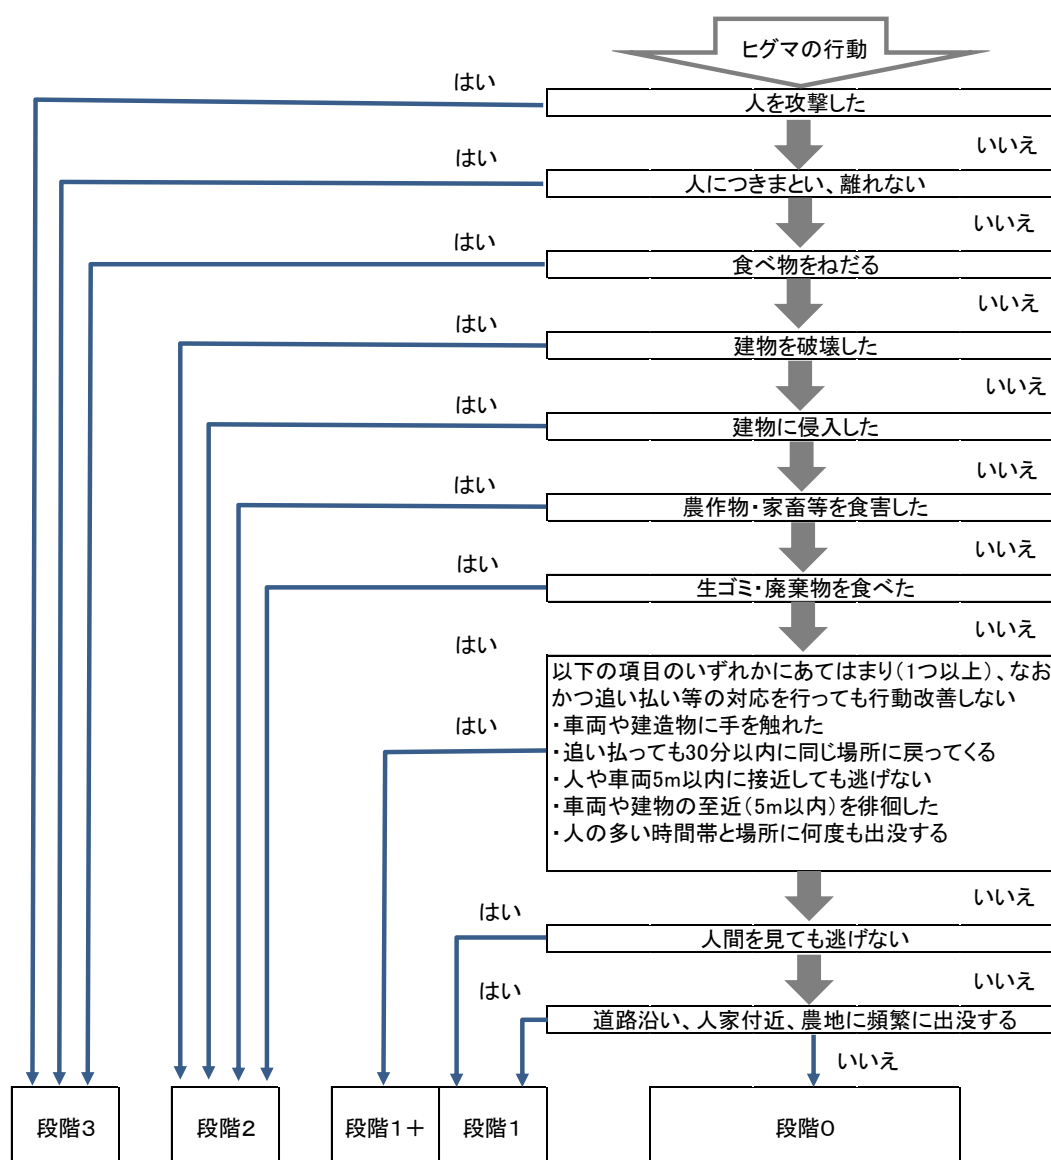 ヒグマの行動
はい
人を攻撃した
いいえ
はい
人につきまとい、離れない
いいえ
はい
食べ物をねだる
いいえ
はい
建物を破壊した
いいえ
はい
建物に侵入した
いいえ
はい
農作物・家畜等を食害した
いいえ
はい
生ゴミ・廃棄物を食べた
いいえ
はい
以下の項目のいずれかにあてはまり(1つ以上)、なお
かつ追い払い等の対応を行っても行動改善しない
・車両や建造物に手を触れた
はい
・追い払っても30分以内に同じ場所に戻ってくる
・人や車両5m以内に接近しても逃げない
・車両や建物の至近(5m以内)を徘徊した
・人の多い時間帯と場所に何度も出没する
いいえ
はい
人間を見ても逃げない
いいえ
はい
道路沿い、人家付近、農地に頻繁に出没する
いいえ
段階3
段階2
段階1+
段階1
段階0